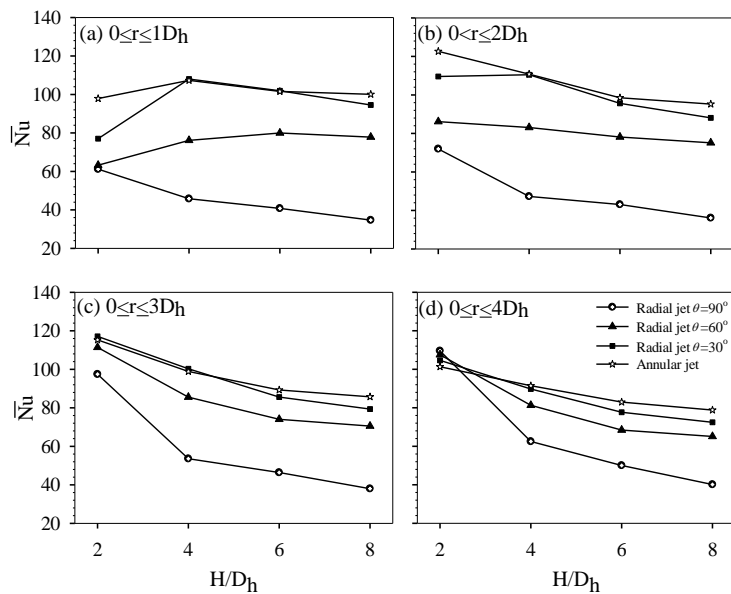 140
120
100
80
60
40
20
N̅u̅
(a) 0≤r≤1Dh
(b) 0<r≤2Dh
140
120
100
80
60
40
20
N̅u̅
(c) 0≤r≤3Dh
(d) 0≤r≤4Dh
Radial jet θ=90°
Radial jet θ=60°
Radial jet θ=30°
Annular jet
2 4 6 8
2 4 6 8
H/Dh
H/Dh